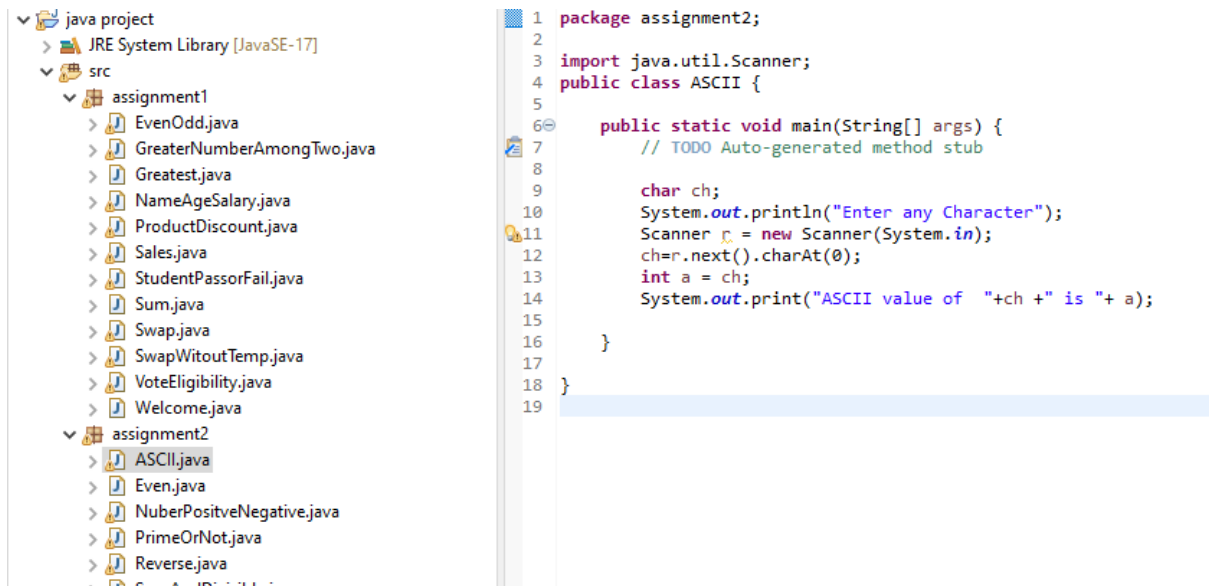 java project
JRE System Library [JavaSE-17]
src
assignment1
EvenOdd.java
GreaterNumberAmongTwo.java
Greatest.java
NameAgeSalary.java
ProductDiscount.java
Sales.java
StudentPassorFail.java
Sum.java
Swap.java
SwapWitoutTemp.java
VoteEligibility.java
Welcome.java
assignment2
ASCII.java
Even.java
NuberPositveNegative.java
PrimeOrNot.java
Reverse.java
1 package assignment2;
2
3 import java.util.Scanner;
4 public class ASCII {
5
6 public static void main(String[] args) {
7 // TODO Auto-generated method stub
8
9 char ch;
10 System.out.println("Enter any Character");
11 Scanner r = new Scanner(System.in);
12 ch=r.next().charAt(0);
13 int a = ch;
14 System.out.print("ASCII value of  "+ch +" is "+ a);
15
16 }
17
18 }
19